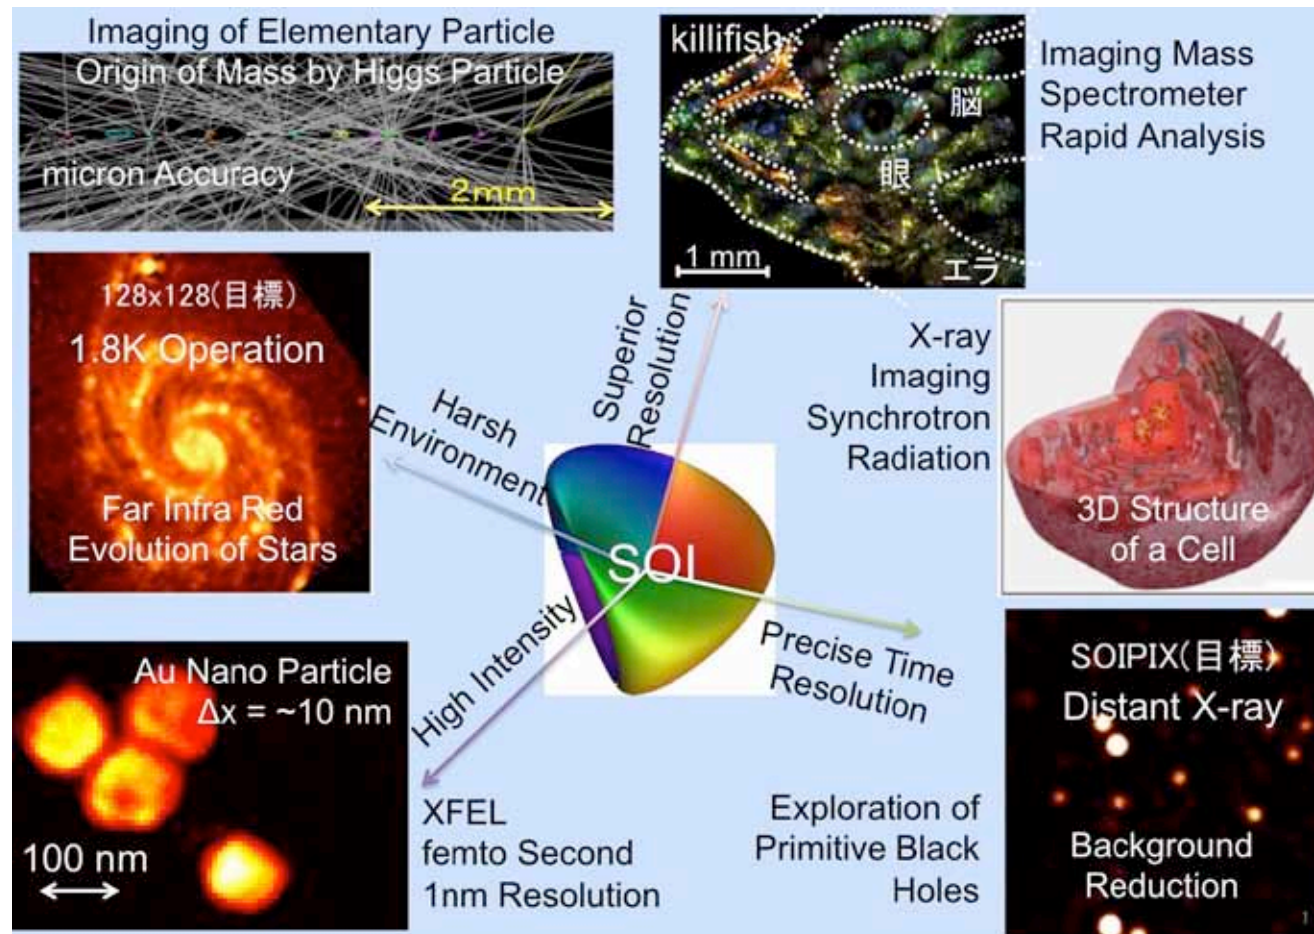 Imaging of Elementary Particle
Origin of Mass by Higgs Particle
micron Accuracy
2mm
killifish
脳
眼
エラ
1 mm
Imaging Mass
Spectrometer
Rapid Analysis
128x128(目標)
1.8K Operation
Far Infra Red
Evolution of Stars
Harsh
Environment
Superior
Resolution
X-ray
Imaging
Synchrotron
Radiation
3D Structure
of a Cell
SOI
High Intensity
Precise Time
Resolution
Au Nano Particle
Δx = ~10 nm
100 nm
XFEL
femto Second
1nm Resolution
Exploration of
Primitive Black
Holes
SOIPIX(目標)
Distant X-ray
Background
Reduction
1